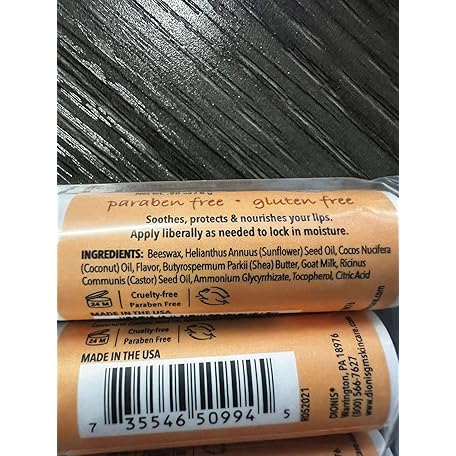 paraben free • gluten free
Soothes, protects & nourishes your lips.
Apply liberally as needed to lock in moisture.
INGREDIENTS: Beeswax, Helianthus Annuus (Sunflower) Seed Oil, Cocos Nucifera
(Coconut) Oil, Flavor, Butyrospermum Parkii (Shea) Butter, Goat Milk, Ricinus
Communis (Castor) Seed Oil, Ammonium Glycyrrhizate, Tocopherol, Citric Acid
24 M
Cruelty-free
Paraben Free
MADE IN THE USA
24 M
Cruelty-free
Paraben Free
MADE IN THE USA
7 35546 50994 5
R052021
DIONIS®
Warrington, PA 18976
(800) 566-7627
www.dionisgmskincare.com